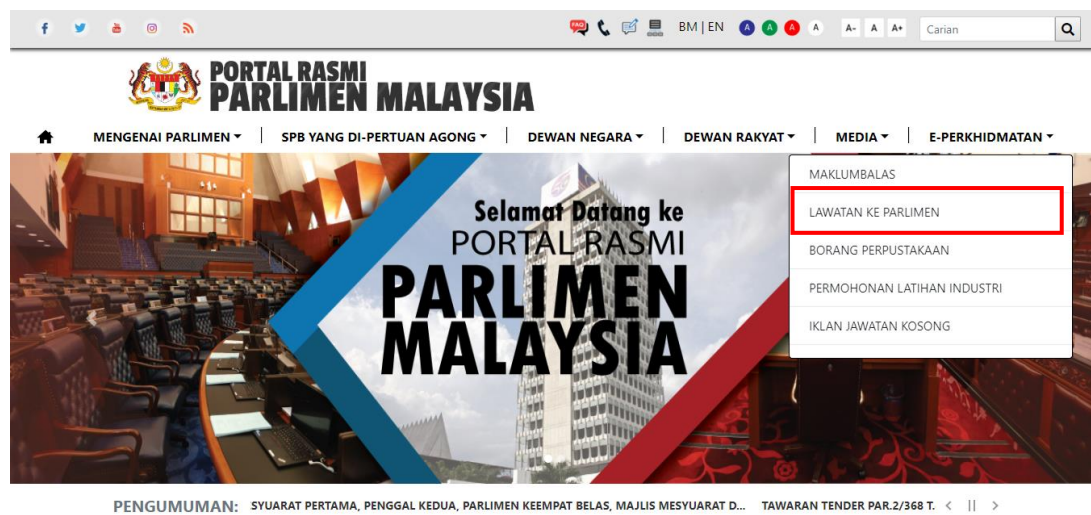 FAQ BM | EN A A A A A- A A+ Carian
PORTAL RASMI
PARLIMEN MALAYSIA
MENGENAI PARLIMEN SPB YANG DI-PERTUAN AGONG DEWAN NEGARA DEWAN RAKYAT MEDIA E-PERKHIDMATAN
MAKLUMBALAS
LAWATAN KE PARLIMEN
BORANG PERPUSTAKAAN
PERMOHONAN LATIHAN INDUSTRI
IKLAN JAWATAN KOSONG
Selamat Datang ke
PORTAL RASMI
PARLIMEN
MALAYSIA
PENGUMUMAN: SYUARAT PERTAMA, PENGGAL KEDUA, PARLIMEN KEEMPAT BELAS, MAJLIS MESYUARAT D... TAWARAN TENDER PAR.2/368 T.